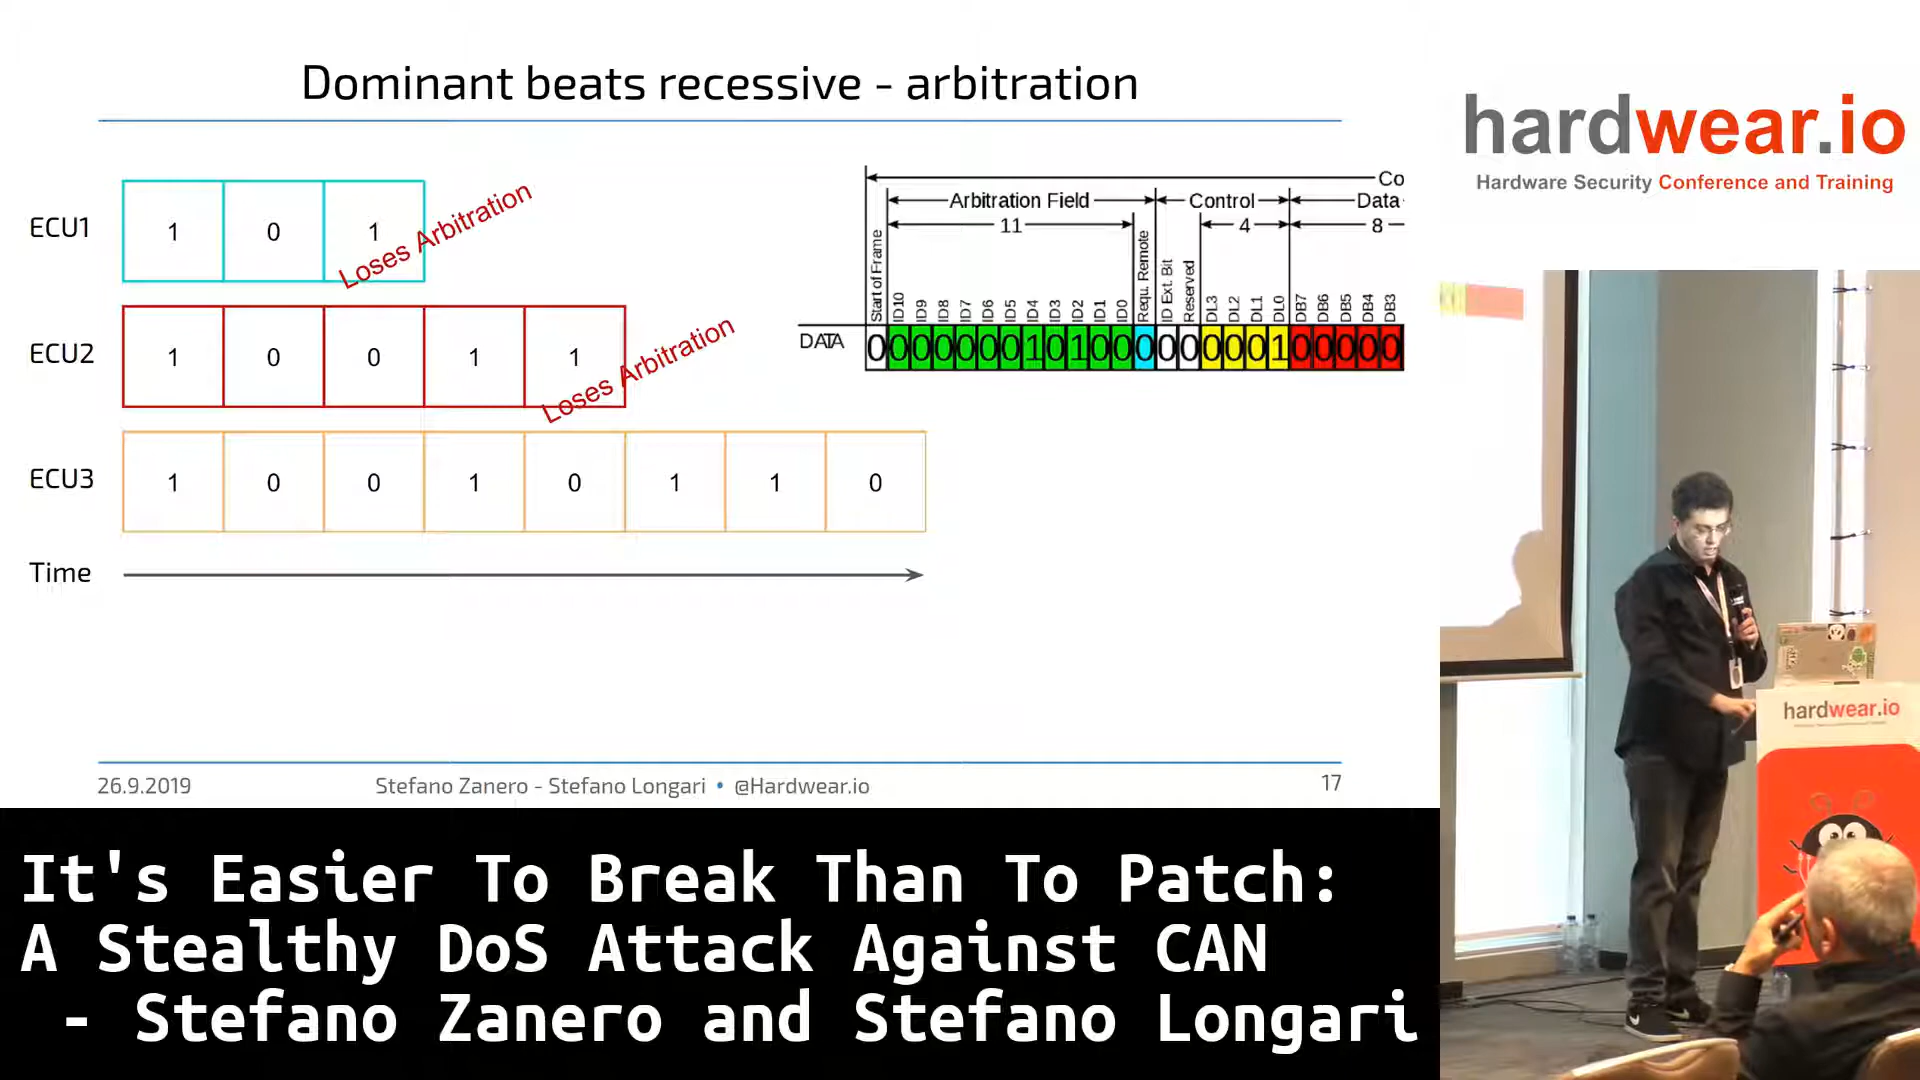 Dominant beats recessive - arbitration
ECU1
1 0 1
Loses Arbitration
ECU2
1 0 0 1 1
Loses Arbitration
ECU3
1 0 0 1 0 1 1 0
Time
Co
Arbitration Field
Control
Data
11
4
8
Start of Frame
ID10
ID9
ID8
ID7
ID6
ID5
ID4
ID3
ID2
ID1
ID0
Requ. Remote
ID Ext. Bit
Reserved
DL3
DL2
DL1
DL0
DB7
DB6
DB5
DB4
DB3
DATA
0 0 0 0 0 0 0 1 0 1 0 0 0 0 0 0 0 0 1 0 0 0 0 0
26.9.2019
Stefano Zanero - Stefano Longari • @Hardwear.io
17
hardwear.io
Hardware Security Conference and Training
hardwear.io
It's Easier To Break Than To Patch:
A Stealthy DoS Attack Against CAN
- Stefano Zanero and Stefano Longari